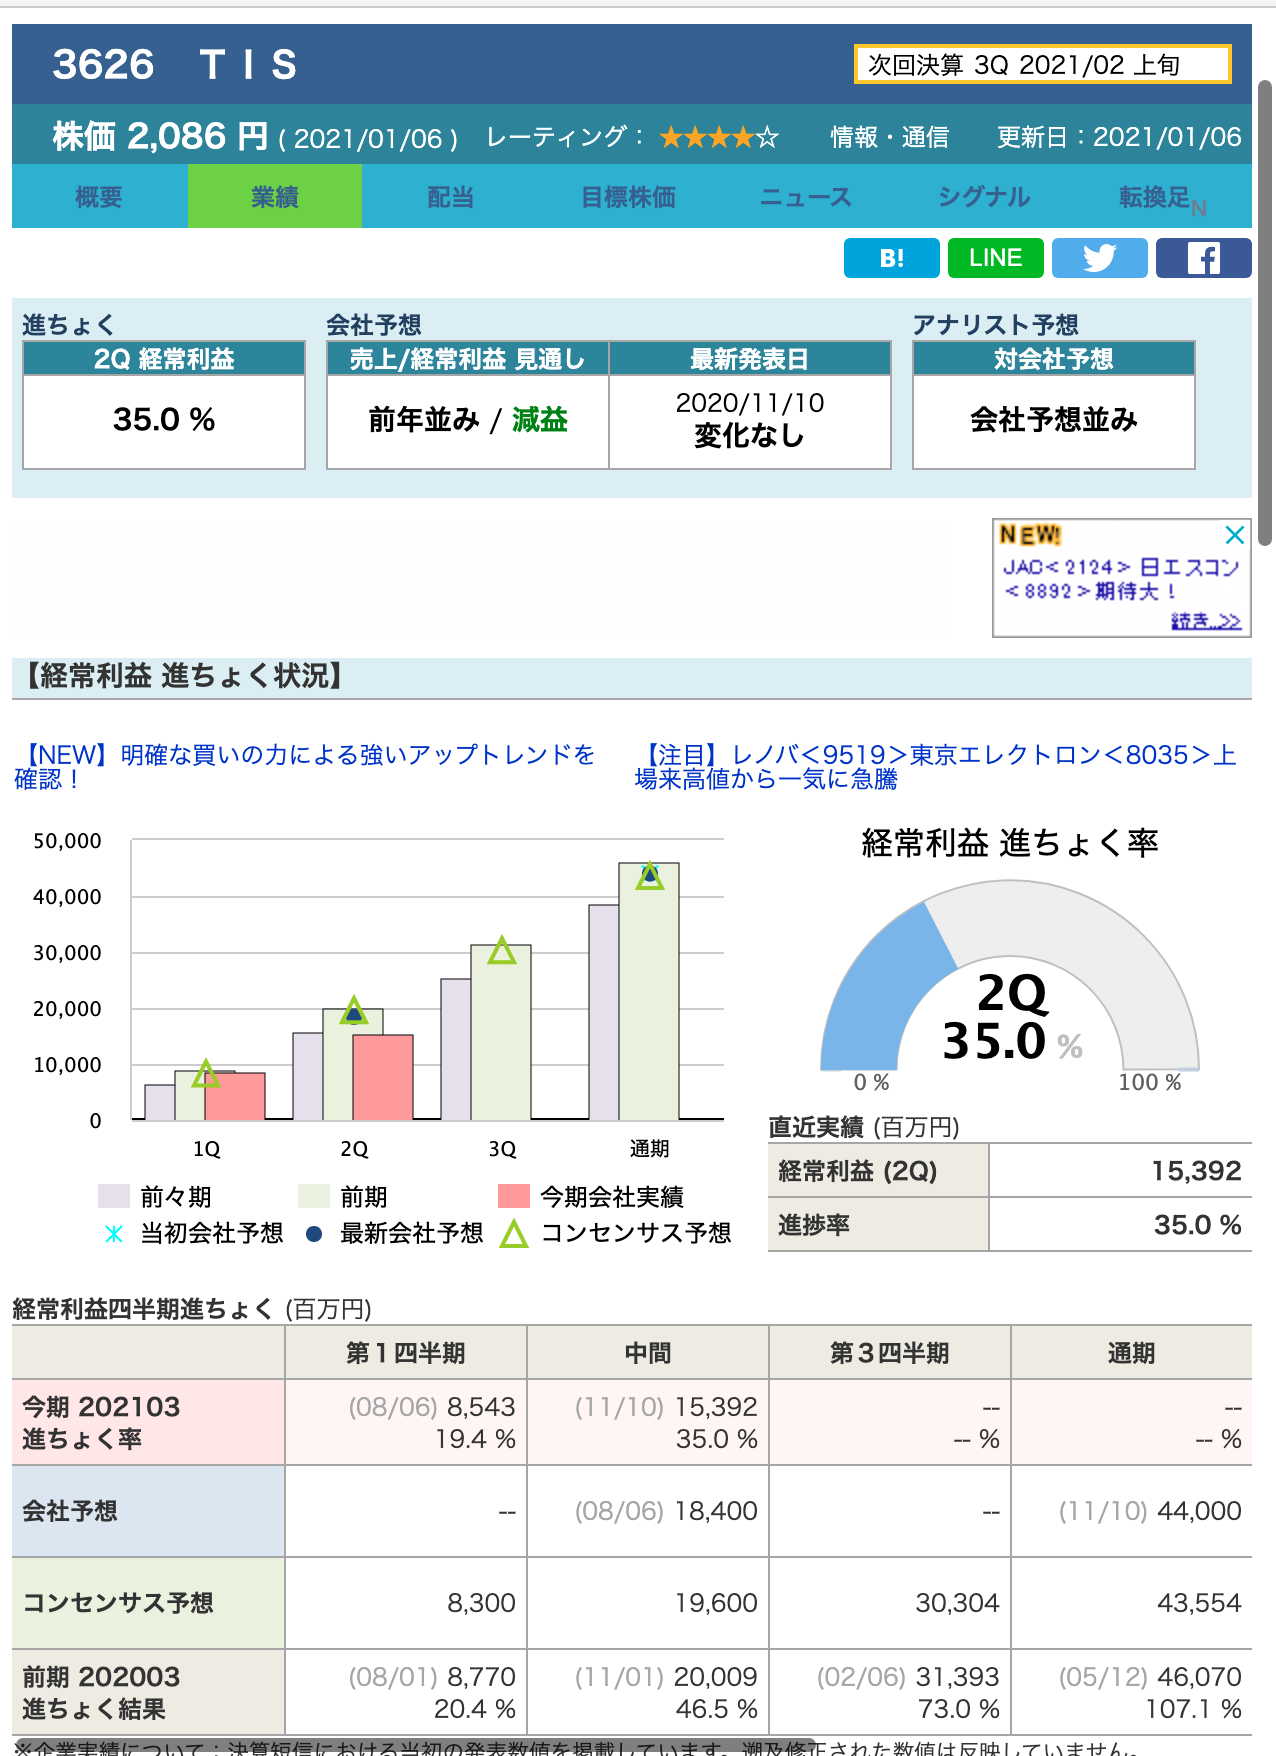 3626 ＴＩＳ
次回決算 3Q 2021/02 上旬
株価 2,086 円 ( 2021/01/06 ) レーティング： ★★★★☆ 情報・通信 更新日：2021/01/06
概要 業績 配当 目標株価 ニュース シグナル 転換足N
B! LINE
進ちょく 会社予想 アナリスト予想
2Q 経常利益 売上/経常利益 見通し 最新発表日 対会社予想
35.0 % 前年並み / 減益 2020/11/10 会社予想並み
変化なし
NEW!
JAC<2124> 日エスコン
<8892>期待大！
続き..>>
【経常利益 進ちょく状況】
【NEW】明確な買いの力による強いアップトレンドを
確認！
【注目】レノバ<9519>東京エレクトロン<8035>上
場来高値から一気に急騰
50,000
40,000
30,000
20,000
10,000
0
1Q 2Q 3Q 通期
前々期 前期 今期会社実績
当初会社予想 最新会社予想 コンセンサス予想
経常利益 進ちょく率
2Q
35.0 %
0 % 100 %
直近実績 (百万円)
経常利益 (2Q) 15,392
進捗率 35.0 %
経常利益四半期進ちょく (百万円)
第１四半期 中間 第３四半期 通期
今期 202103 (08/06) 8,543 (11/10) 15,392 -- --
進ちょく率 19.4 % 35.0 % -- % -- %
会社予想 -- (08/06) 18,400 -- (11/10) 44,000
コンセンサス予想 8,300 19,600 30,304 43,554
前期 202003 (08/01) 8,770 (11/01) 20,009 (02/06) 31,393 (05/12) 46,070
進ちょく結果 20.4 % 46.5 % 73.0 % 107.1 %
※企業実績について：決算短信における当初の発表数値を掲載しています。遡及修正された数値は反映していません。